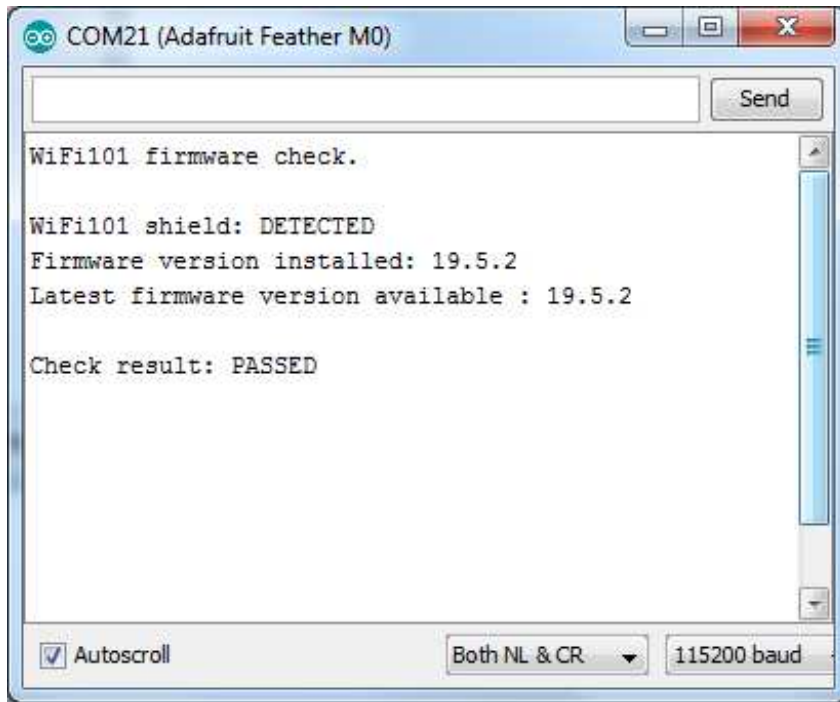 COM21 (Adafruit Feather M0)
Send
WiFi101 firmware check.
WiFi101 shield: DETECTED
Firmware version installed: 19.5.2
Latest firmware version available : 19.5.2
Check result: PASSED
Autoscroll
Both NL & CR
115200 baud